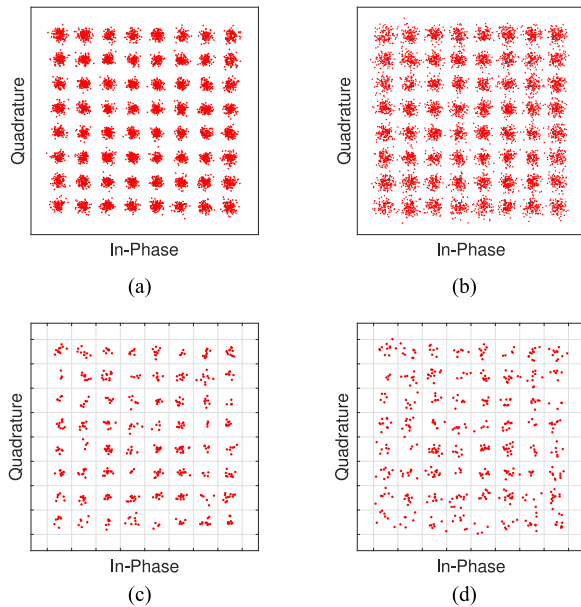 Quadrature
In-Phase
(a)
Quadrature
In-Phase
(b)
Quadrature
In-Phase
(c)
Quadrature
In-Phase
(d)